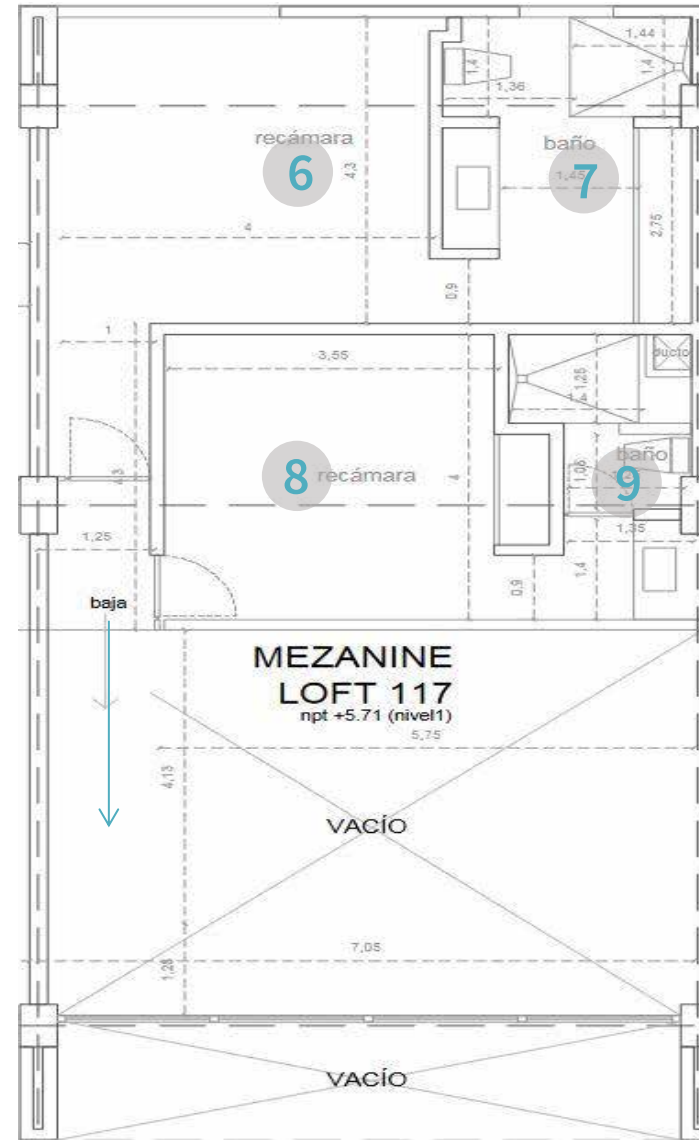 1,44
1,4
1,4
1,36
recámara
baño
6
4,3
1,45
7
2,75
4
0,9
1
3,55
ducto
1,25
1,4
8
recámara
4
baño
1,06
9
4,3
1,25
1,35
1,4
0,9
baja
MEZANINE
LOFT 117
npt +5.71 (nivel1)
5,75
4,13
VACÍO
7,05
VACÍO